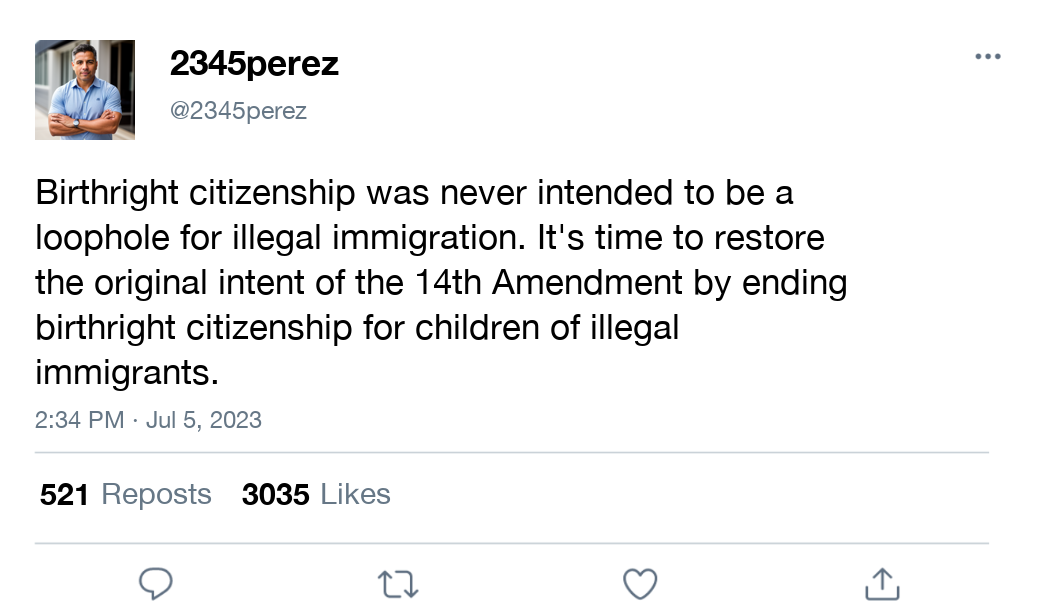 2345perez
@2345perez
Birthright citizenship was never intended to be a
loophole for illegal immigration. It's time to restore
the original intent of the 14th Amendment by ending
birthright citizenship for children of illegal
immigrants.
2:34 PM · Jul 5, 2023
521 Reposts 3035 Likes